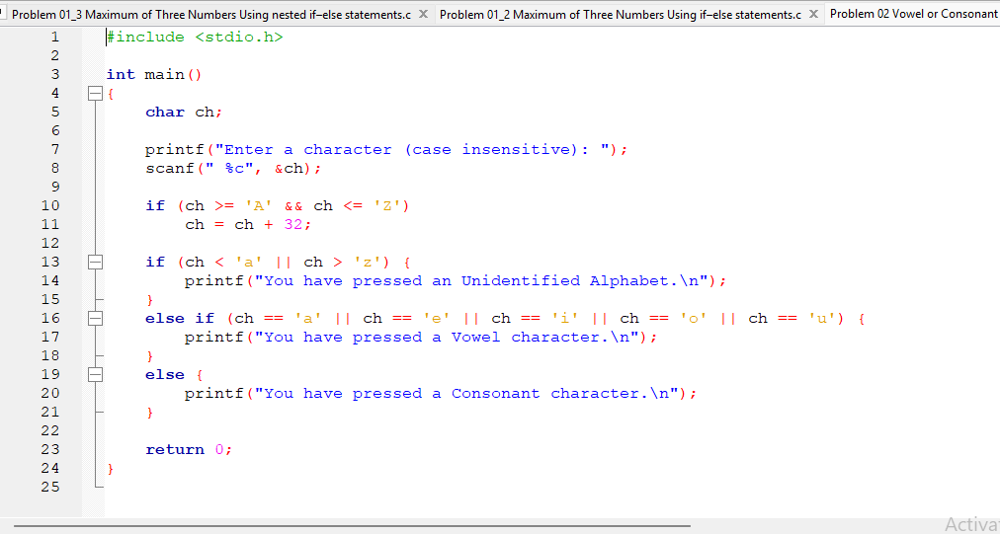 Problem 01_3 Maximum of Three Numbers Using nested if-else statements.c X Problem 01_2 Maximum of Three Numbers Using if-else statements.c X Problem 02 Vowel or Consonant
1 #include <stdio.h>
2
3 int main()
4 {
5 char ch;
6
7 printf("Enter a character (case insensitive): ");
8 scanf(" %c", &ch);
9
10 if (ch >= 'A' && ch <= 'Z')
11 ch = ch + 32;
12
13 if (ch < 'a' || ch > 'z') {
14 printf("You have pressed an Unidentified Alphabet.\n");
15 }
16 else if (ch == 'a' || ch == 'e' || ch == 'i' || ch == 'o' || ch == 'u') {
17 printf("You have pressed a Vowel character.\n");
18 }
19 else {
20 printf("You have pressed a Consonant character.\n");
21 }
22
23 return 0;
24 }
25
Activa